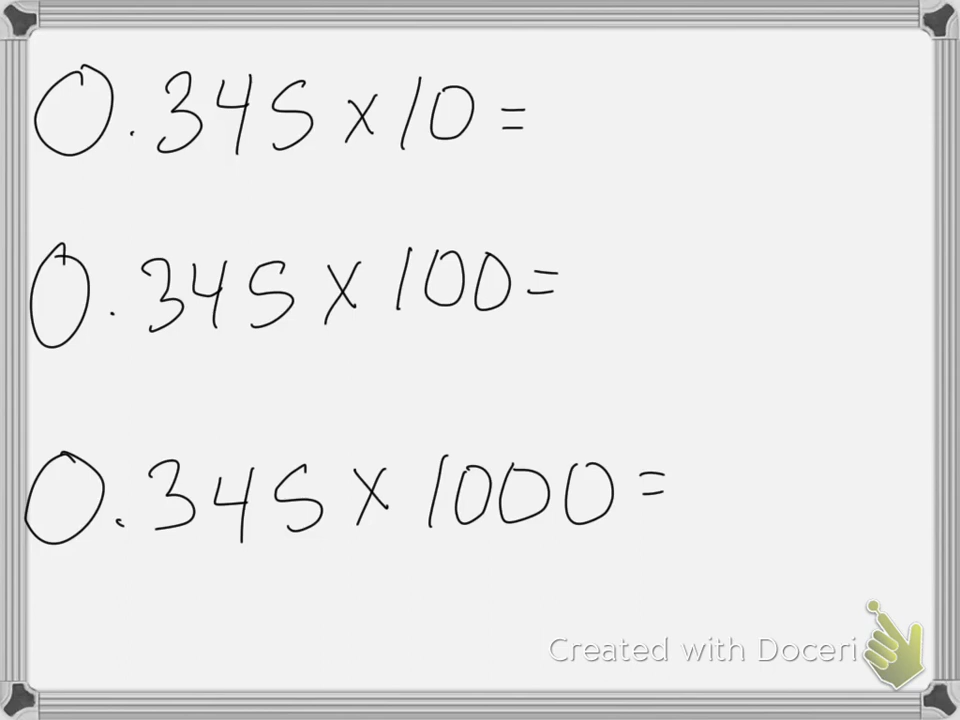 0.345 x 10 =
0.345 x 100 =
0.345 x 1000 =
Created with Doceri